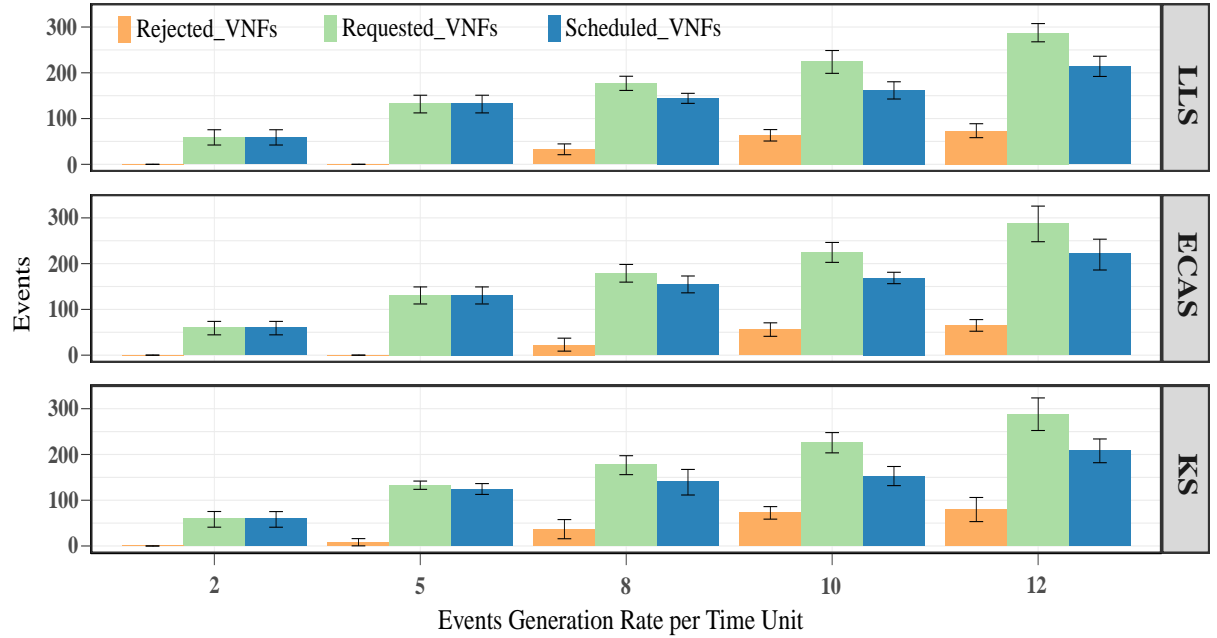 Rejected_VNFs Requested_VNFs Scheduled_VNFs
300
200
100
0
LLS
300
200
100
0
ECAS
Events
300
200
100
0
KS
2 5 8 10 12
Events Generation Rate per Time Unit